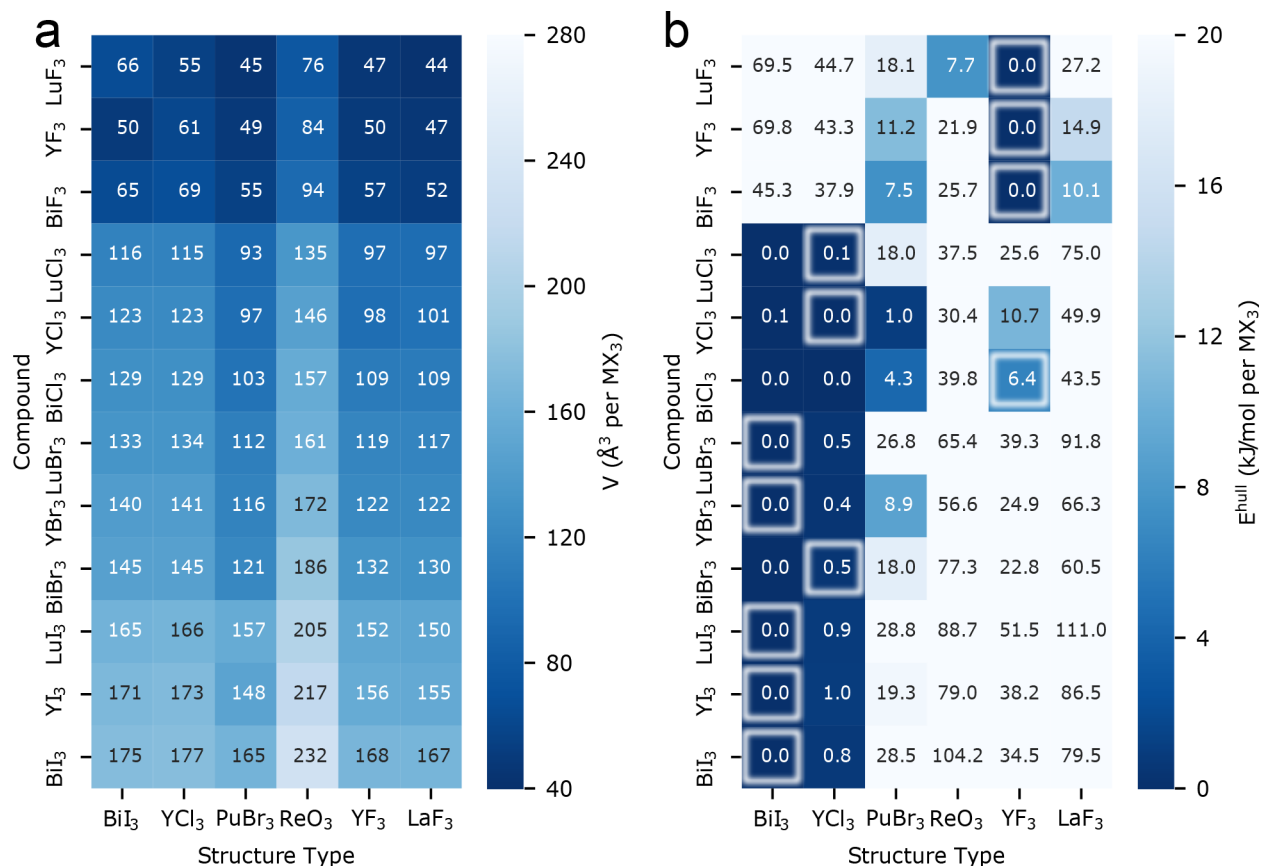 a
b
Compound
LuF₃ 66 55 45 76 47 44
YF₃ 50 61 49 84 50 47
BiF₃ 65 69 55 94 57 52
LuCl₃ 116 115 93 135 97 97
YCl₃ 123 123 97 146 98 101
BiCl₃ 129 129 103 157 109 109
LuBr₃ 133 134 112 161 119 117
YBr₃ 140 141 116 172 122 122
BiBr₃ 145 145 121 186 132 130
LuI₃ 165 166 157 205 152 150
YI₃ 171 173 148 217 156 155
BiI₃ 175 177 165 232 168 167
BiI₃ YCl₃ PuBr₃ ReO₃ YF₃ LaF₃
Structure Type
280
240
200
160
120
80
40
V (Å³ per MX₃)
Compound
LuF₃ 69.5 44.7 18.1 7.7 0.0 27.2
YF₃ 69.8 43.3 11.2 21.9 0.0 14.9
BiF₃ 45.3 37.9 7.5 25.7 0.0 10.1
LuCl₃ 0.0 0.1 18.0 37.5 25.6 75.0
YCl₃ 0.1 0.0 1.0 30.4 10.7 49.9
BiCl₃ 0.0 0.0 4.3 39.8 6.4 43.5
LuBr₃ 0.0 0.5 26.8 65.4 39.3 91.8
YBr₃ 0.0 0.4 8.9 56.6 24.9 66.3
BiBr₃ 0.0 0.5 18.0 77.3 22.8 60.5
LuI₃ 0.0 0.9 28.8 88.7 51.5 111.0
YI₃ 0.0 1.0 19.3 79.0 38.2 86.5
BiI₃ 0.0 0.8 28.5 104.2 34.5 79.5
BiI₃ YCl₃ PuBr₃ ReO₃ YF₃ LaF₃
Structure Type
20
16
12
8
4
0
Eʰᵘˡˡ (kJ/mol per MX₃)